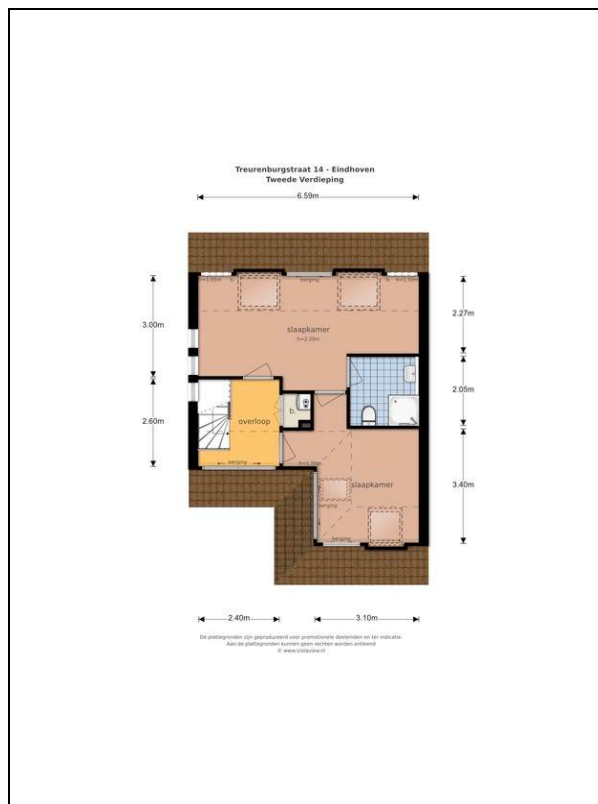 Treurenburgstraat 14 - Eindhoven
Tweede Verdieping
6.59m
berging
3.00m
2.27m
slaapkamer
h=2.20m
2.05m
2.60m
b.
overloop
3.40m
berging
slaapkamer
berging
berging
2.40m
3.10m
De plattegronden zijn geproduceerd voor promotionele doeleinden en ter indicatie.
Aan de plattegronden kunnen geen rechten worden ontleend
© www.vistaview.nl